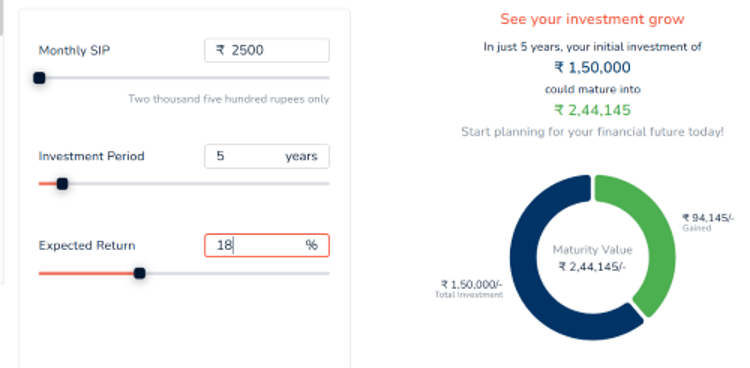 Monthly SIP
₹ 2500
Two thousand five hundred rupees only
Investment Period
5 years
Expected Return
18 %
See your investment grow
In just 5 years, your initial investment of
₹ 1,50,000
could mature into
₹ 2,44,145
Start planning for your financial future today!
₹ 94,145/-
Gained
Maturity Value
₹ 2,44,145/-
₹ 1,50,000/-
Total Investment